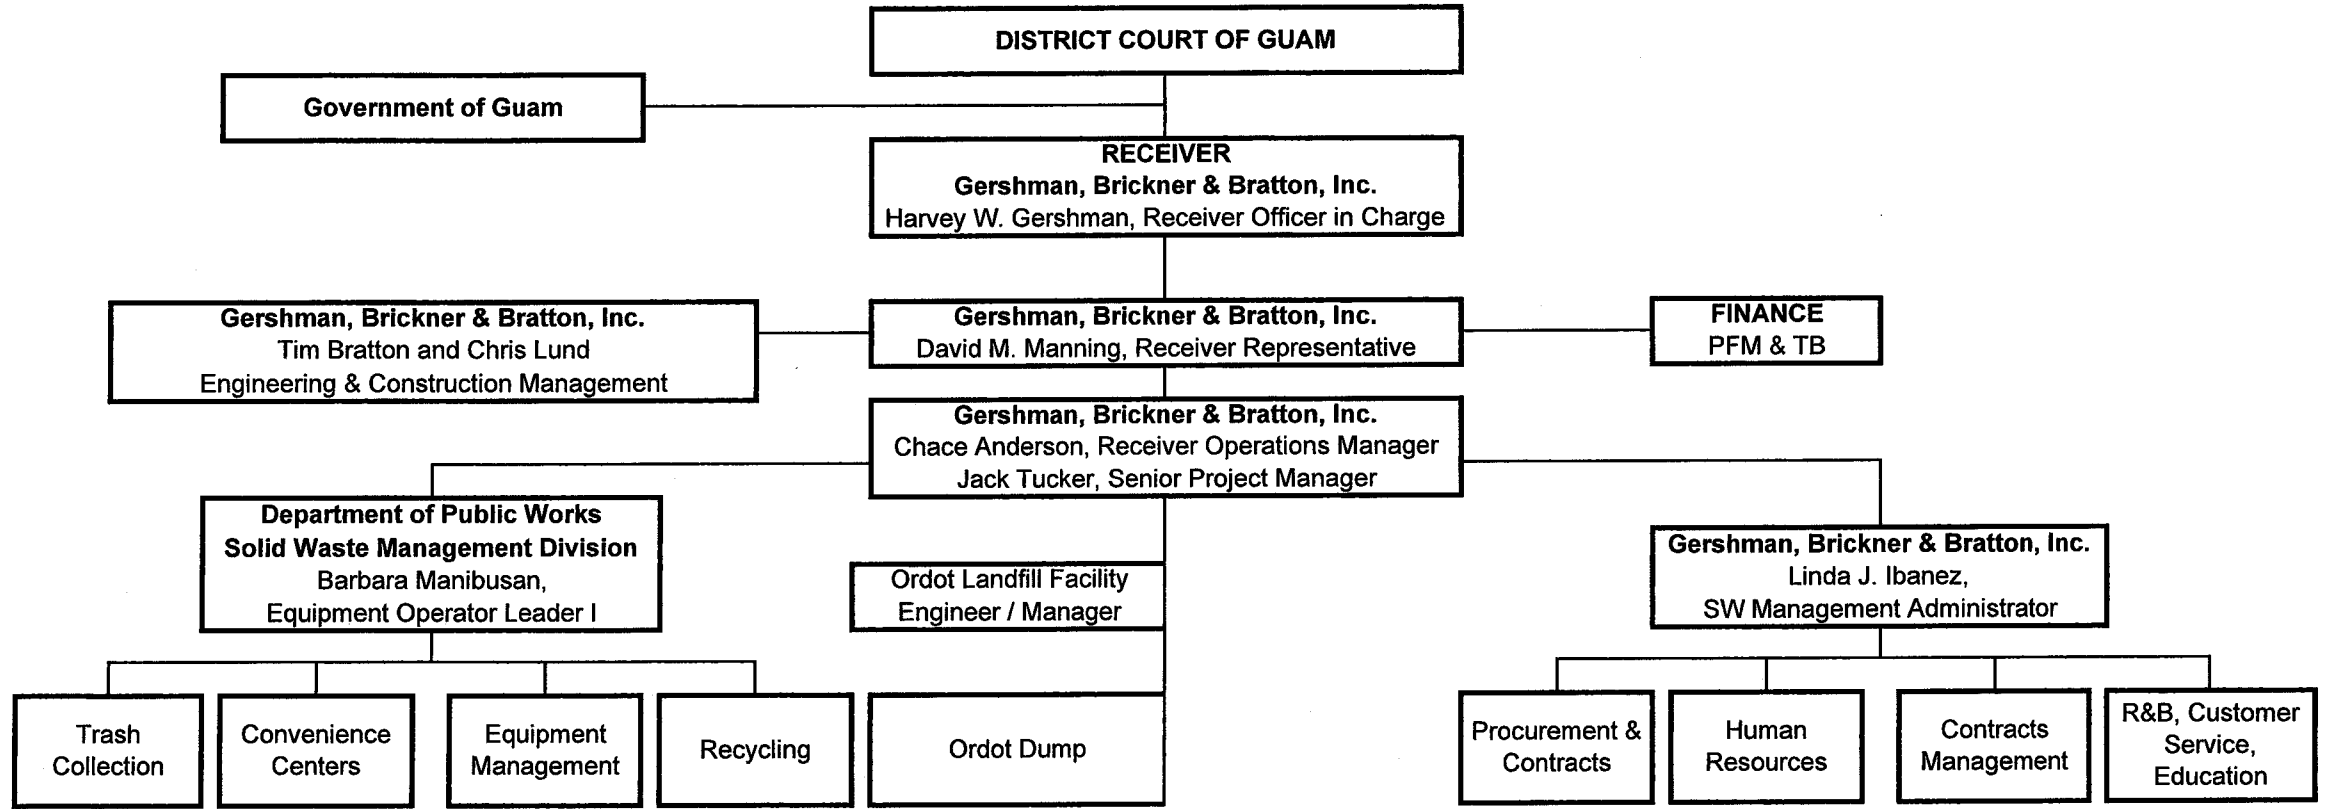 DISTRICT COURT OF GUAM
Government of Guam
RECEIVER
Gershman, Brickner & Bratton, Inc.
Harvey W. Gershman, Receiver Officer in Charge
Gershman, Brickner & Bratton, Inc.
Tim Bratton and Chris Lund
Engineering & Construction Management
Gershman, Brickner & Bratton, Inc.
David M. Manning, Receiver Representative
FINANCE
PFM & TB
Gershman, Brickner & Bratton, Inc.
Chace Anderson, Receiver Operations Manager
Jack Tucker, Senior Project Manager
Department of Public Works
Solid Waste Management Division
Barbara Manibusan,
Equipment Operator Leader I
Ordot Landfill Facility
Engineer / Manager
Gershman, Brickner & Bratton, Inc.
Linda J. Ibanez,
SW Management Administrator
Trash
Collection
Convenience
Centers
Equipment
Management
Recycling
Ordot Dump
Procurement &
Contracts
Human
Resources
Contracts
Management
R&B, Customer
Service,
Education